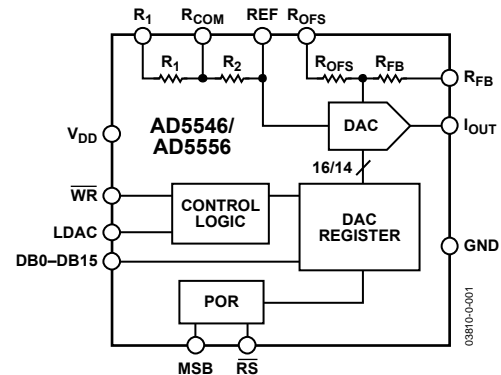 R1 RCOM REF ROFS
R1 R2 ROFS RFB
RFB
VDD
AD5546/
AD5556
DAC
IOUT
16/14
WR
CONTROL
LOGIC
LDAC
DAC
REGISTER
GND
DB0–DB15
POR
MSB RS
03810-0-001